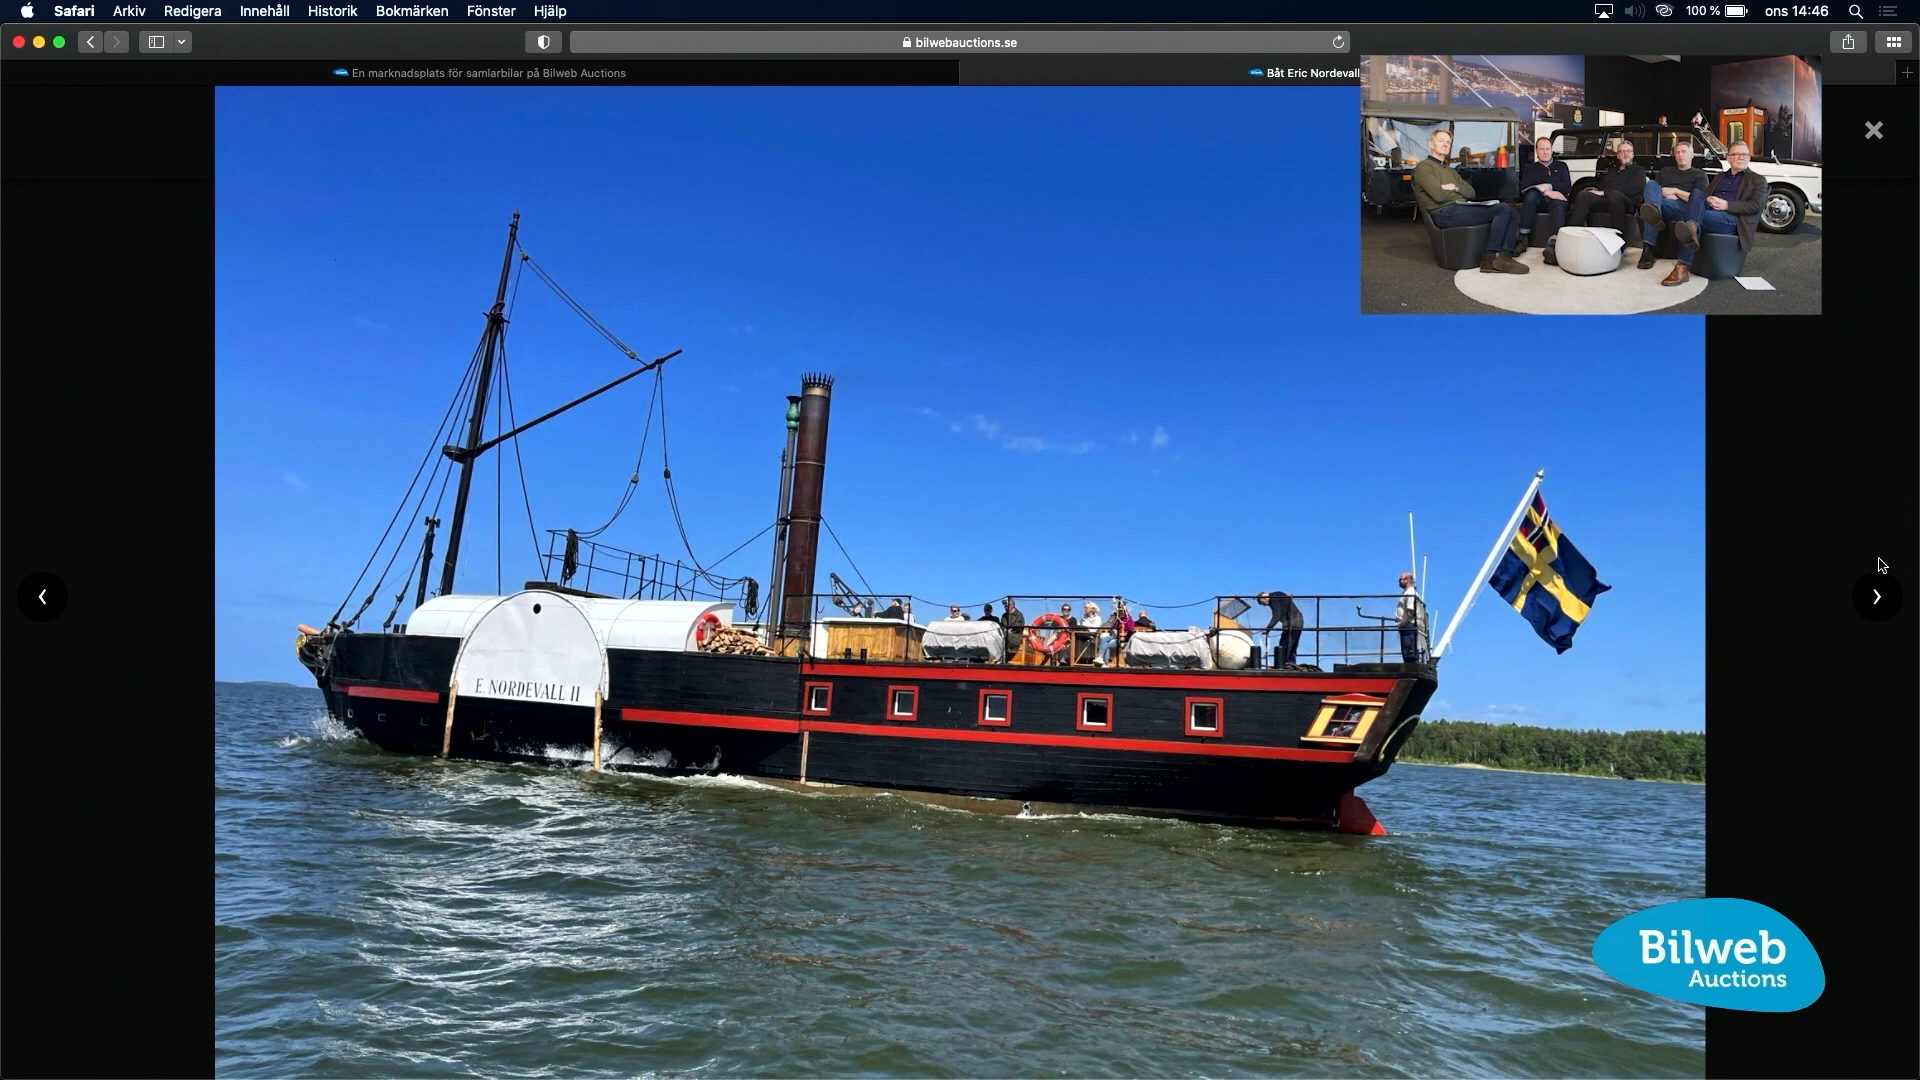 Safari Arkiv Redigera Innehåll Historik Bokmärken Fönster Hjälp 100 % ons 14:46
bilwebauctions.se
En marknadsplats för samlarbilar på Bilweb Auctions Båt Eric Nordevall
E. NORDEVALL II
Bilweb
Auctions